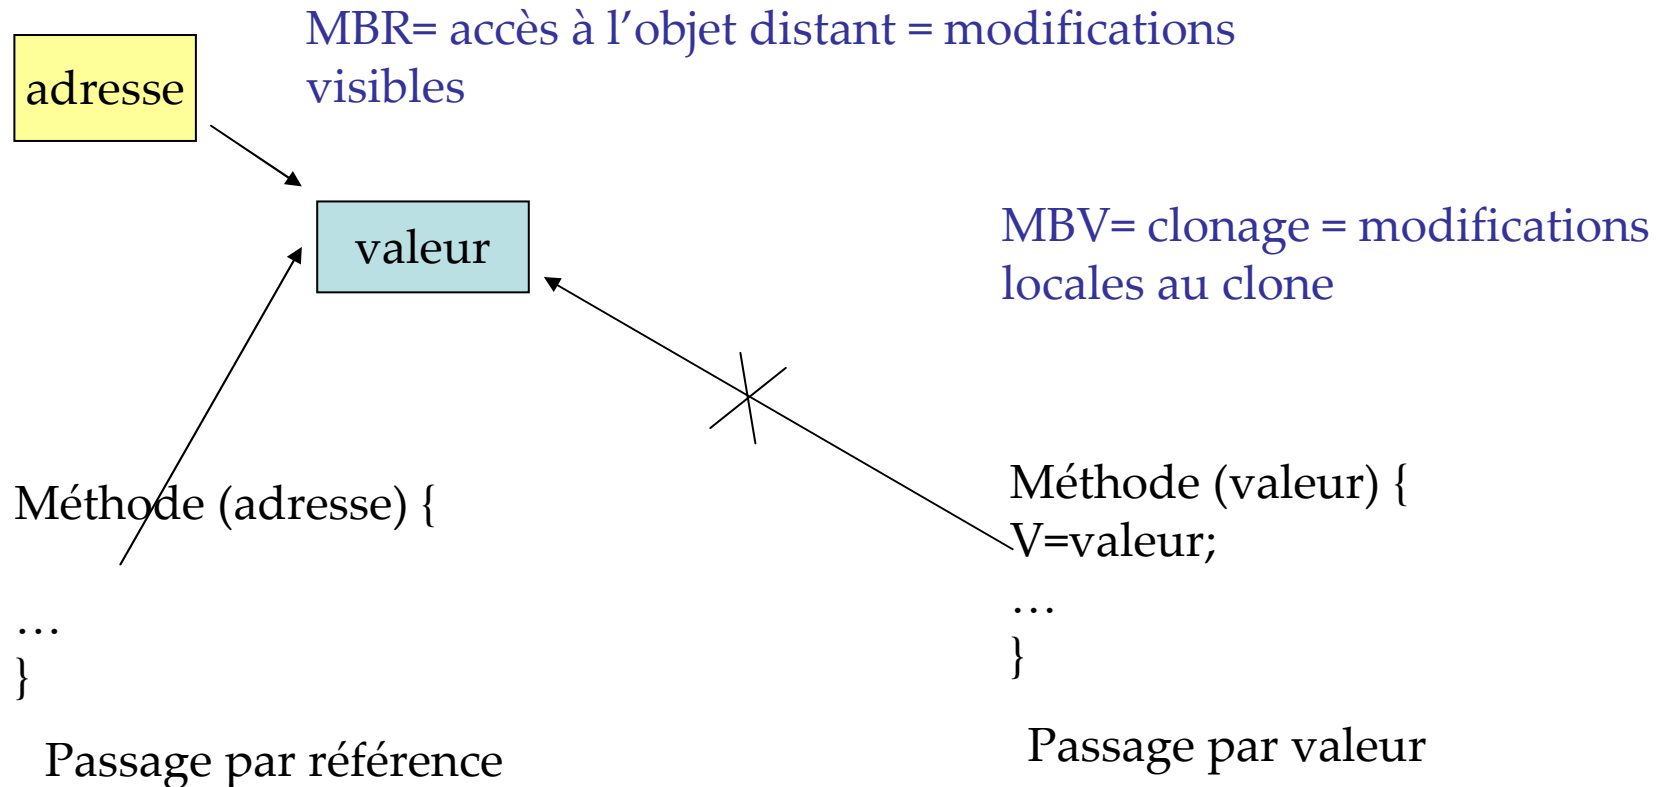 MBR= accès à l’objet distant = modifications
visibles
adresse
valeur
MBV= clonage = modifications
locales au clone
Méthode (adresse) {
…
}
Passage par référence
Méthode (valeur) {
V=valeur;
…
}
Passage par valeur